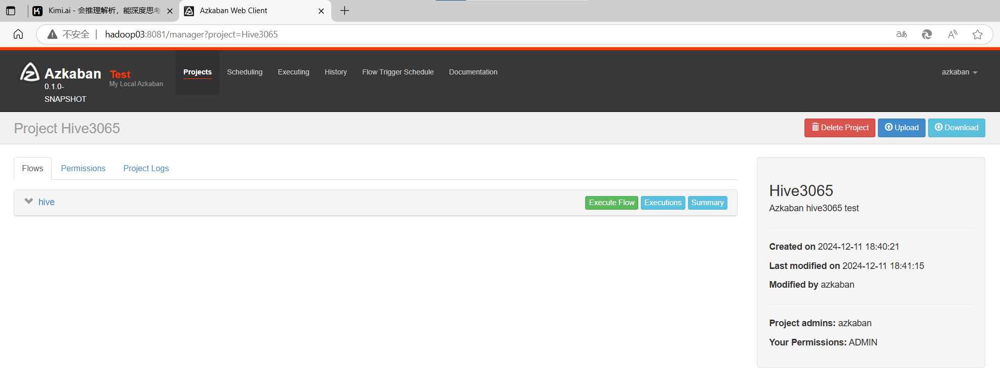 Kimi.ai - 会推理解析，能深度思考
Azkaban Web Client
不安全
hadoop03:8081/manager?project=Hive3065
Azkaban
0.1.0-
SNAPSHOT
Test
My Local Azkaban
Projects
Scheduling
Executing
History
Flow Trigger Schedule
Documentation
azkaban
Project Hive3065
Delete Project
Upload
Download
Flows
Permissions
Project Logs
hive
Execute Flow
Executions
Summary
Hive3065
Azkaban hive3065 test
Created on 2024-12-11 18:40:21
Last modified on 2024-12-11 18:41:15
Modified by azkaban
Project admins: azkaban
Your Permissions: ADMIN